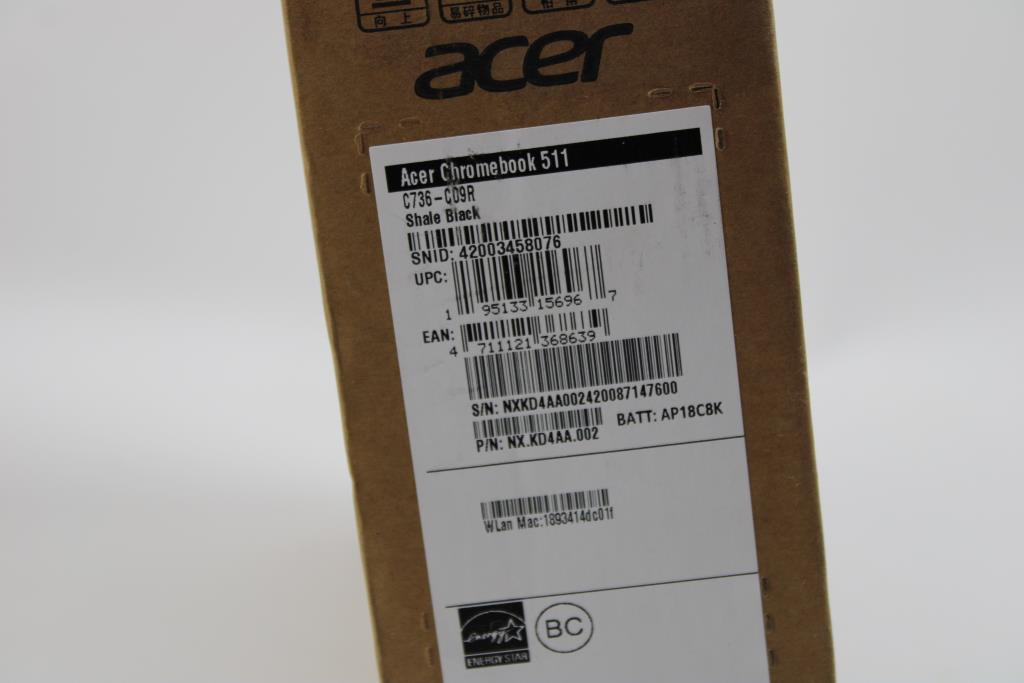 向上
易碎物品
acer
Acer Chromebook 511
C736-C09R
Shale Black
SNID: 42003458076
UPC:
1 95133 15696 7
EAN:
4 711121 368639
S/N: NXKD4AA002420087147600
P/N: NX.KD4AA.002
BATT: AP18C8K
WLan Mac:1893414dc01f
energy
ENERGY STAR
BC